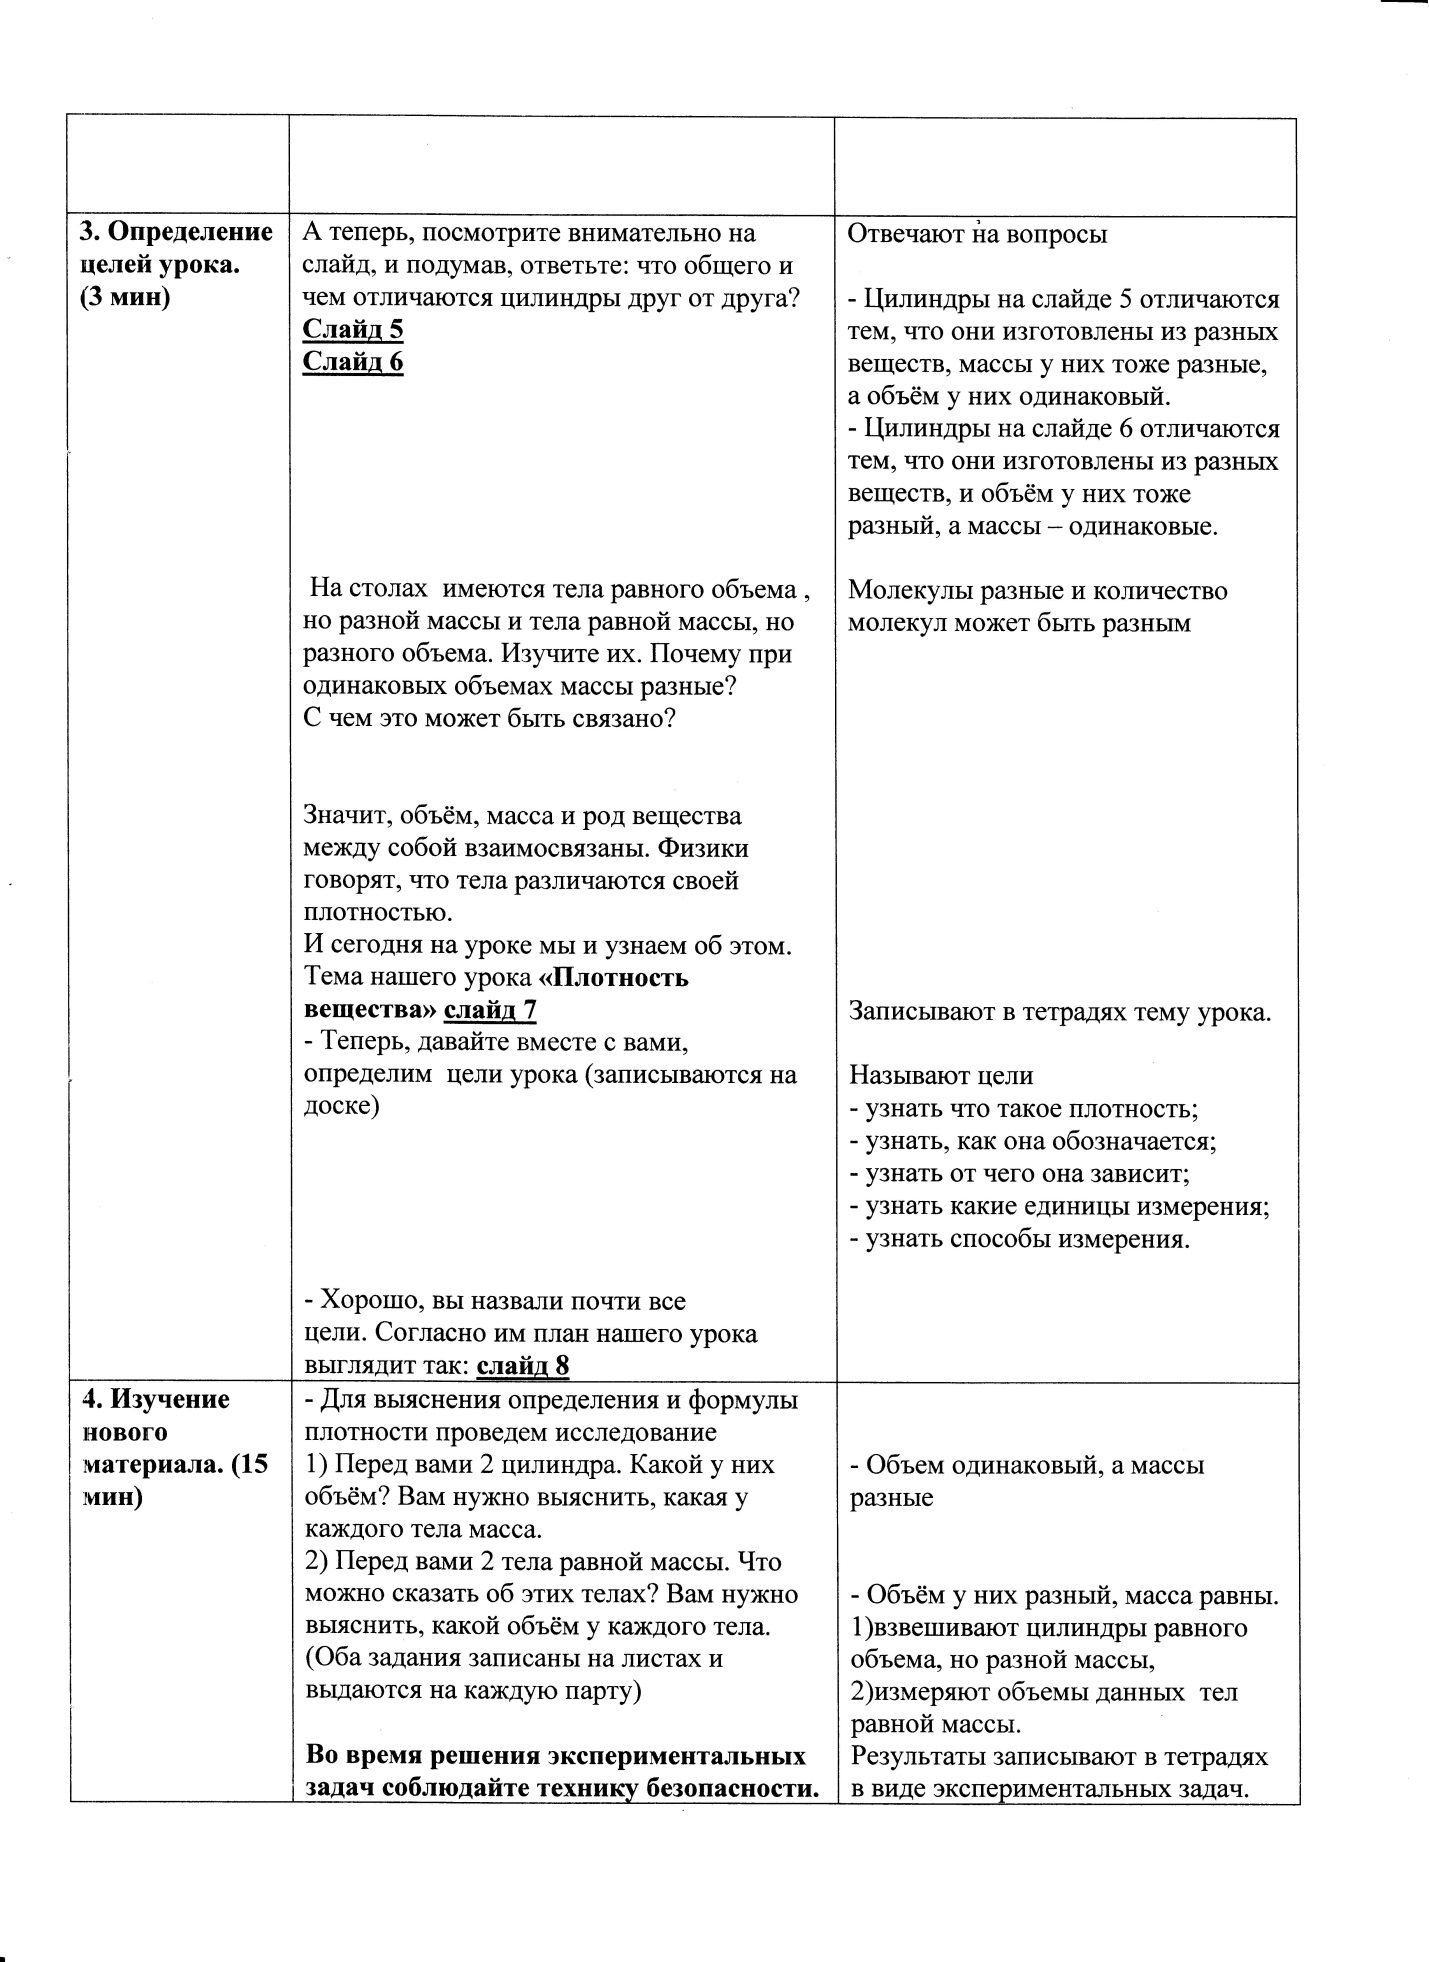 3. Определение
целей урока.
(3 мин)
А теперь, посмотрите внимательно на
слайд, и подумав, ответьте: что общего и
чем отличаются цилиндры друг от друга?
Слайд 5
Слайд 6
На столах  имеются тела равного объема ,
но разной массы и тела равной массы, но
разного объема. Изучите их. Почему при
одинаковых объемах массы разные?
С чем это может быть связано?
Значит, объём, масса и род вещества
между собой взаимосвязаны. Физики
говорят, что тела различаются своей
плотностью.
И сегодня на уроке мы и узнаем об этом.
Тема нашего урока «Плотность
вещества» слайд 7
- Теперь, давайте вместе с вами,
определим  цели урока (записываются на
доске)
- Хорошо, вы назвали почти все
цели. Согласно им план нашего урока
выглядит так: слайд 8
Отвечают на вопросы
- Цилиндры на слайде 5 отличаются
тем, что они изготовлены из разных
веществ, массы у них тоже разные,
а объём у них одинаковый.
- Цилиндры на слайде 6 отличаются
тем, что они изготовлены из разных
веществ, и объём у них тоже
разный, а массы – одинаковые.
Молекулы разные и количество
молекул может быть разным
Записывают в тетрадях тему урока.
Называют цели
- узнать что такое плотность;
- узнать, как она обозначается;
- узнать от чего она зависит;
- узнать какие единицы измерения;
- узнать способы измерения.
4. Изучение
нового
материала. (15
мин)
- Для выяснения определения и формулы
плотности проведем исследование
1) Перед вами 2 цилиндра. Какой у них
объём? Вам нужно выяснить, какая у
каждого тела масса.
2) Перед вами 2 тела равной массы. Что
можно сказать об этих телах? Вам нужно
выяснить, какой объём у каждого тела.
(Оба задания записаны на листах и
выдаются на каждую парту)
Во время решения экспериментальных
задач соблюдайте технику безопасности.
- Объем одинаковый, а массы
разные
- Объём у них разный, масса равны.
1)взвешивают цилиндры равного
объема, но разной массы,
2)измеряют объемы данных  тел
равной массы.
Результаты записывают в тетрадях
в виде экспериментальных задач.